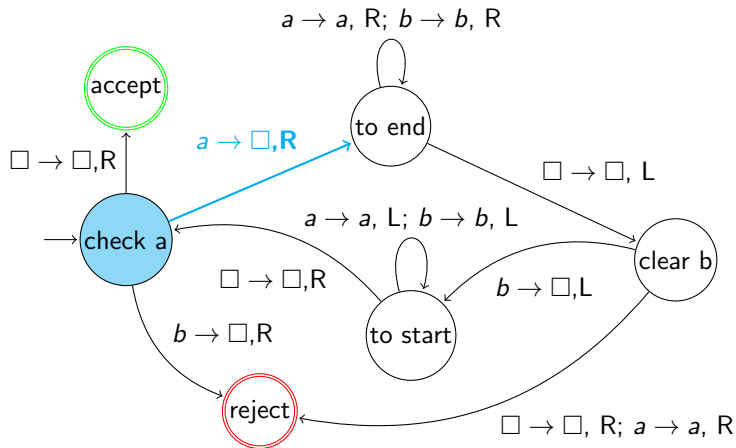 a → a, R; b → b, R
accept
to end
a → □,R
□ → □,R
□ → □, L
a → a, L; b → b, L
check a
clear b
□ → □,R
b → □,L
b → □,R
to start
reject
□ → □, R; a → a, R